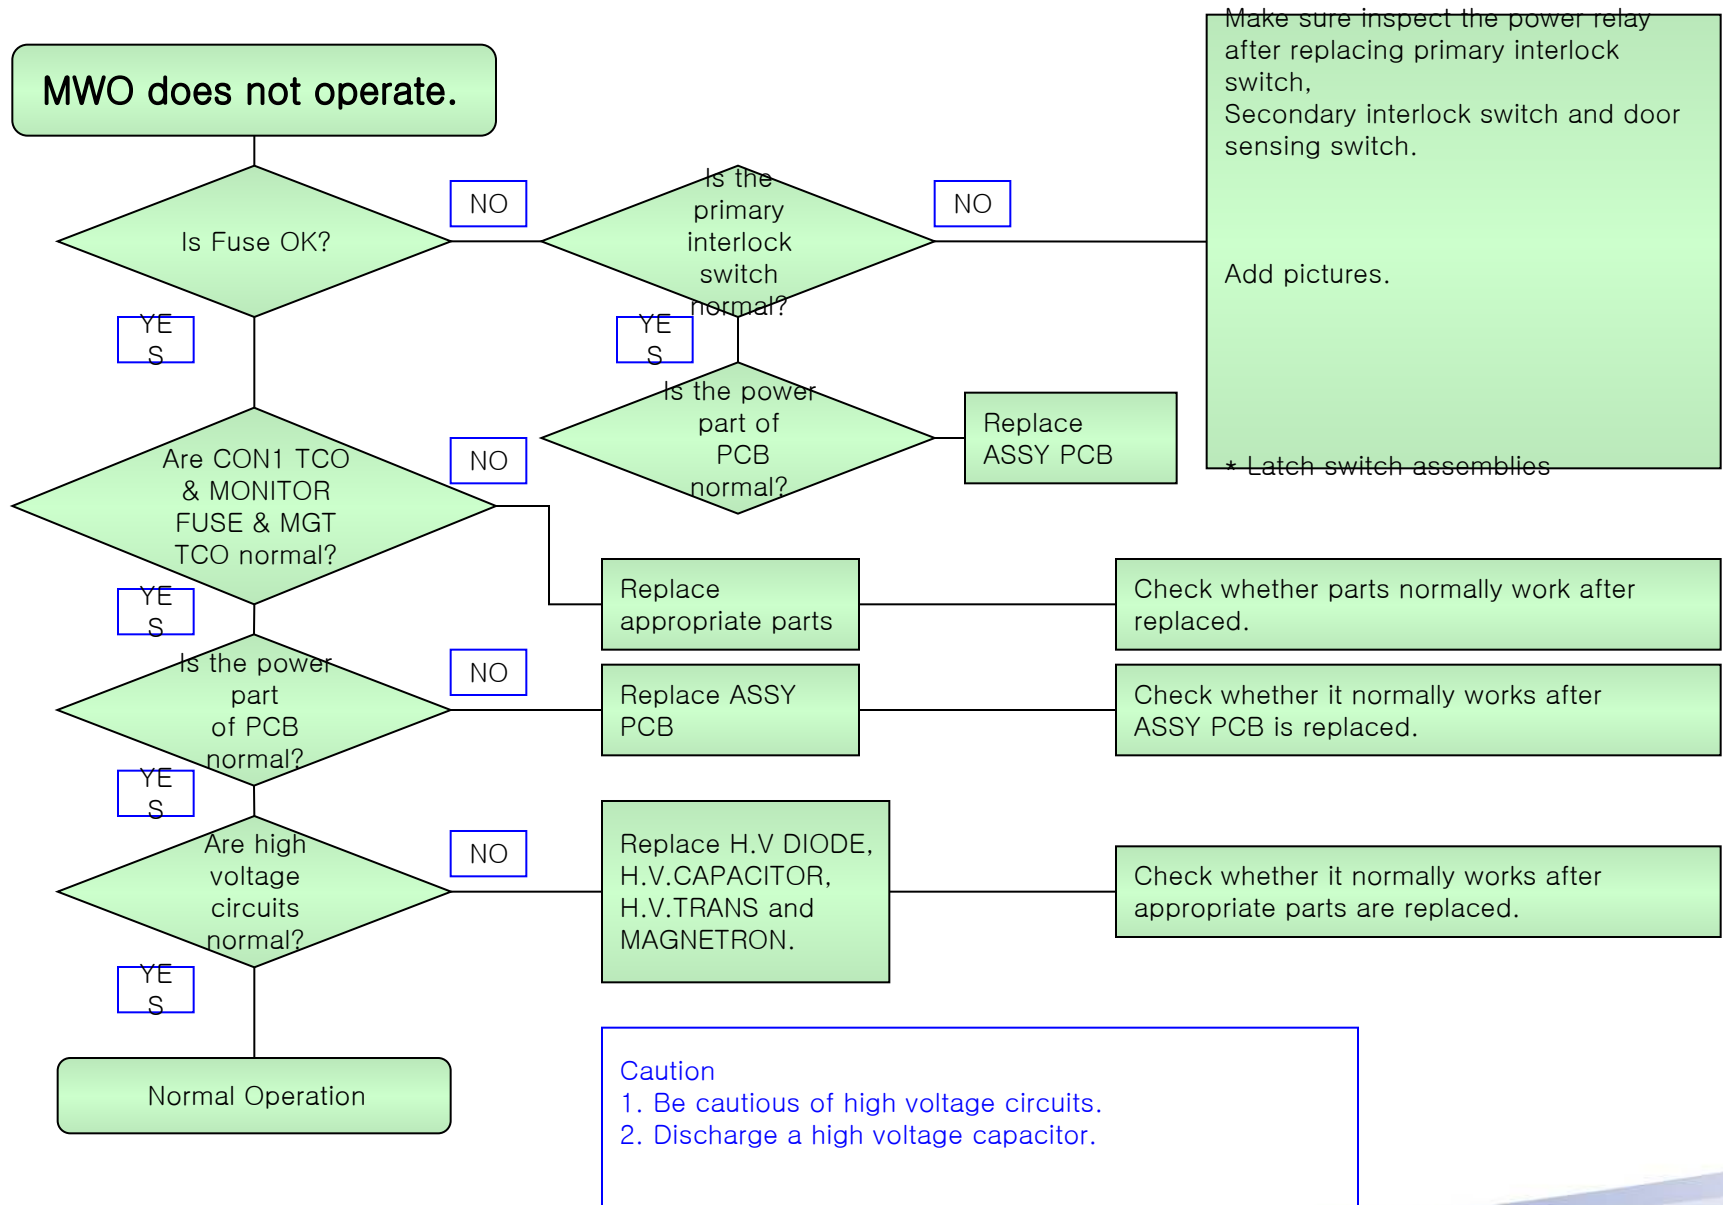 MWO does not operate.
Make sure inspect the power relay
after replacing primary interlock
switch,
Secondary interlock switch and door
sensing switch.
Add pictures.
* Latch switch assemblies
Is Fuse OK?
NO
Is the
primary
interlock
switch
normal?
NO
YE
S
YE
S
Is the power
part of
PCB
normal?
Replace
ASSY PCB
Are CON1 TCO
& MONITOR
FUSE & MGT
TCO normal?
NO
Replace
appropriate parts
Check whether parts normally work after
replaced.
YE
S
Is the power
part
of PCB
normal?
NO
Replace ASSY
PCB
Check whether it normally works after
ASSY PCB is replaced.
YE
S
Are high
voltage
circuits
normal?
NO
Replace H.V DIODE,
H.V.CAPACITOR,
H.V.TRANS and
MAGNETRON.
Check whether it normally works after
appropriate parts are replaced.
YE
S
Normal Operation
Caution
1. Be cautious of high voltage circuits.
2. Discharge a high voltage capacitor.